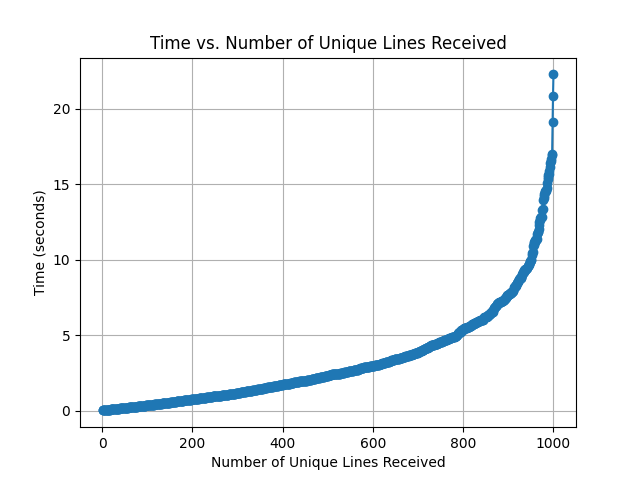 Time vs. Number of Unique Lines Received
Time (seconds)
20
15
10
5
0
0 200 400 600 800 1000
Number of Unique Lines Received